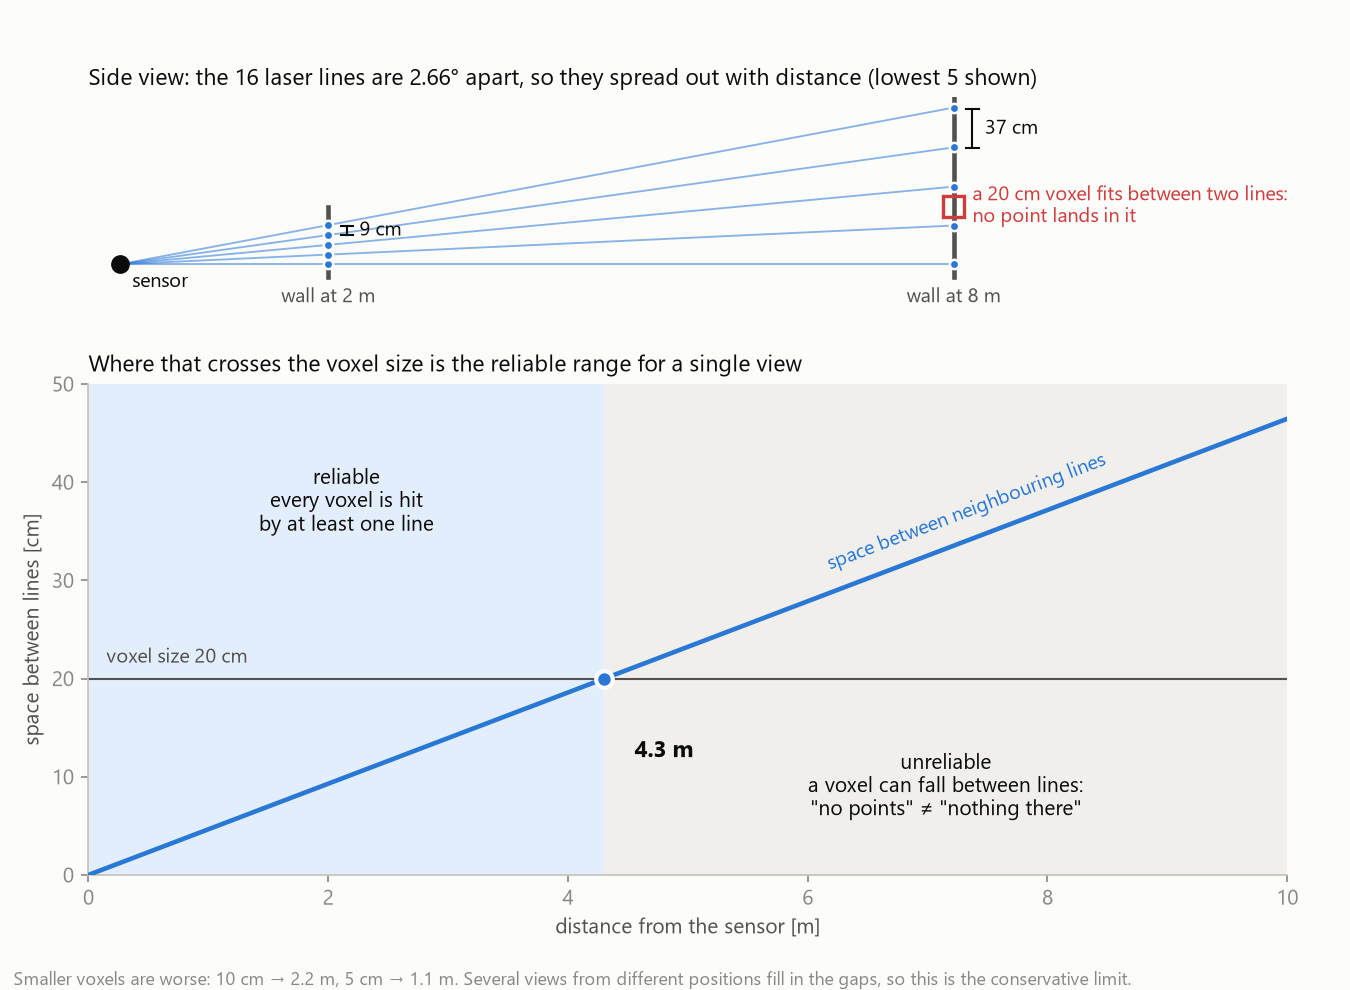 Side view: the 16 laser lines are 2.66° apart, so they spread out with distance (lowest 5 shown)
37 cm
a 20 cm voxel fits between two lines:
no point lands in it
9 cm
sensor
wall at 2 m
wall at 8 m
Where that crosses the voxel size is the reliable range for a single view
50
40
30
20
10
0
space between lines [cm]
reliable
every voxel is hit
by at least one line
space between neighbouring lines
voxel size 20 cm
4.3 m
unreliable
a voxel can fall between lines:
"no points" ≠ "nothing there"
0
2
4
6
8
10
distance from the sensor [m]
Smaller voxels are worse: 10 cm → 2.2 m, 5 cm → 1.1 m. Several views from different positions fill in the gaps, so this is the conservative limit.